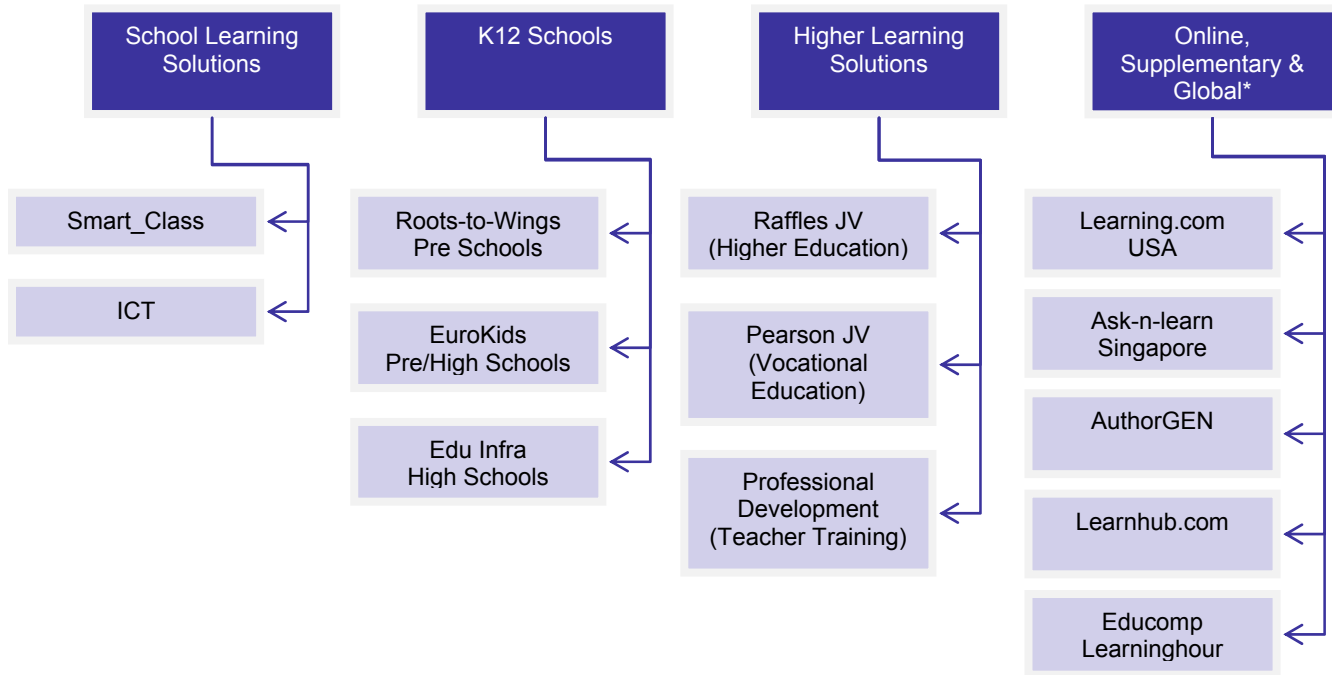 School Learning
Solutions
K12 Schools
Higher Learning
Solutions
Online,
Supplementary &
Global*
Smart_Class
ICT
Roots-to-Wings
Pre Schools
EuroKids
Pre/High Schools
Edu Infra
High Schools
Raffles JV
(Higher Education)
Pearson JV
(Vocational
Education)
Professional
Development
(Teacher Training)
Learning.com
USA
Ask-n-learn
Singapore
AuthorGEN
Learnhub.com
Educomp
Learninghour